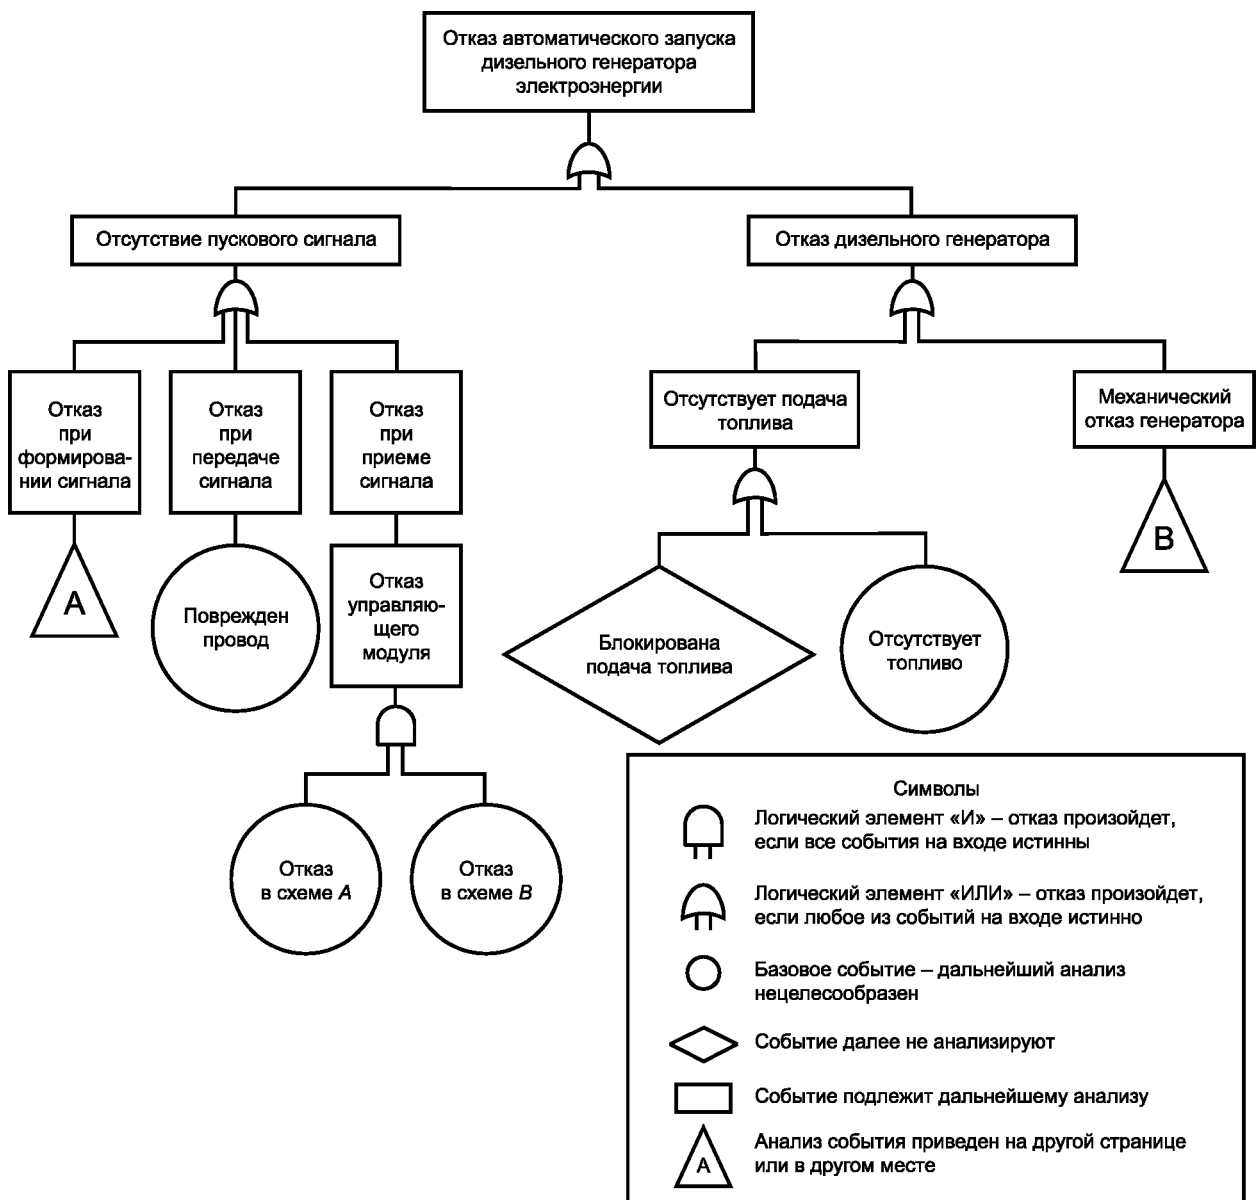 Отказ автоматического запуска
дизельного генератора
электроэнергии
Отсутствие пускового сигнала
Отказ дизельного генератора
Отказ
при
формирова-
нии сигнала
Отказ
при
передаче
сигнала
Отказ
при
приеме
сигнала
Отсутствует подача
топлива
Механический
отказ генератора
A
Поврежден
провод
Отказ
управляю-
щего
модуля
Блокирована
подача топлива
Отсутствует
топливо
B
Отказ
в схеме A
Отказ
в схеме B
Символы
Логический элемент «И» – отказ произойдет,
если все события на входе истинны
Логический элемент «ИЛИ» – отказ произойдет,
если любое из событий на входе истинно
Базовое событие – дальнейший анализ
нецелесообразен
Событие далее не анализируют
Событие подлежит дальнейшему анализу
A
Анализ события приведен на другой странице
или в другом месте